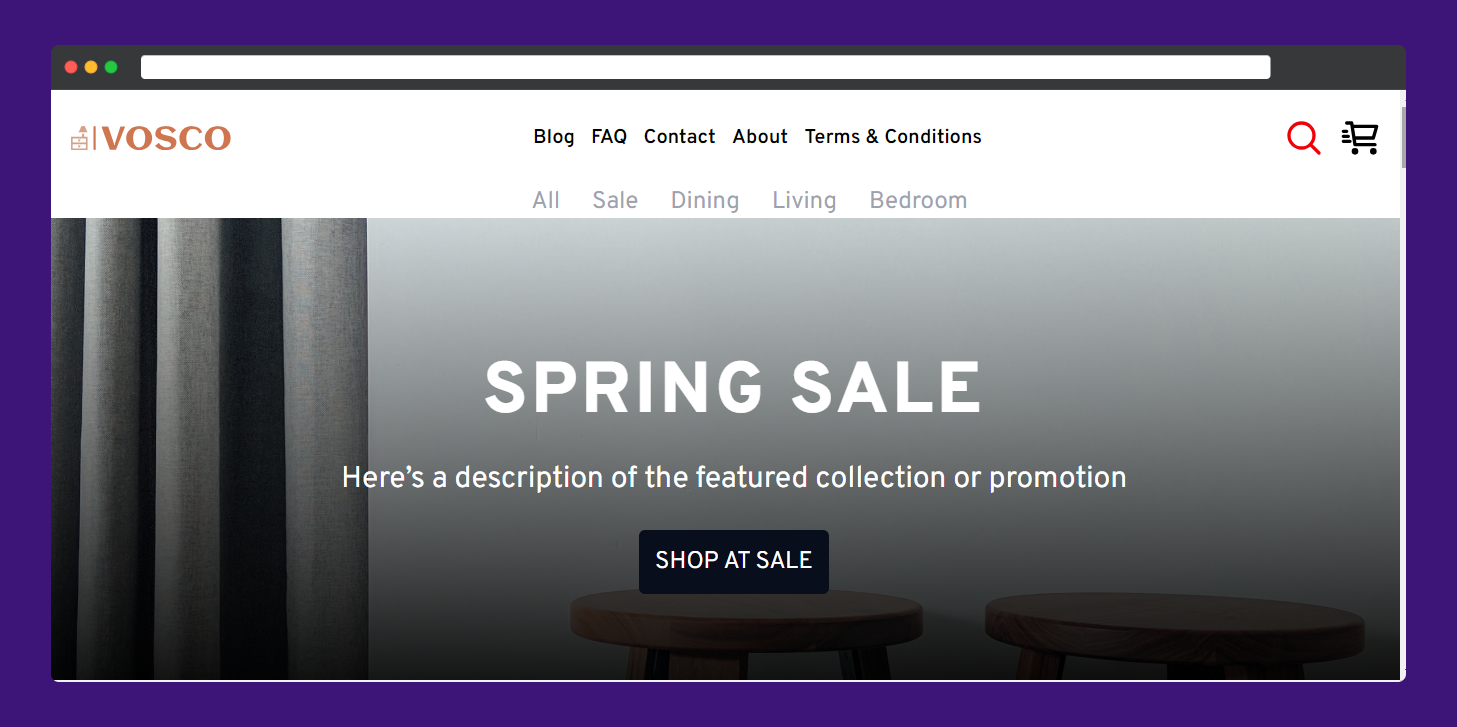 VOSCO
Blog FAQ Contact About Terms & Conditions
All Sale Dining Living Bedroom
SPRING SALE
Here’s a description of the featured collection or promotion
SHOP AT SALE